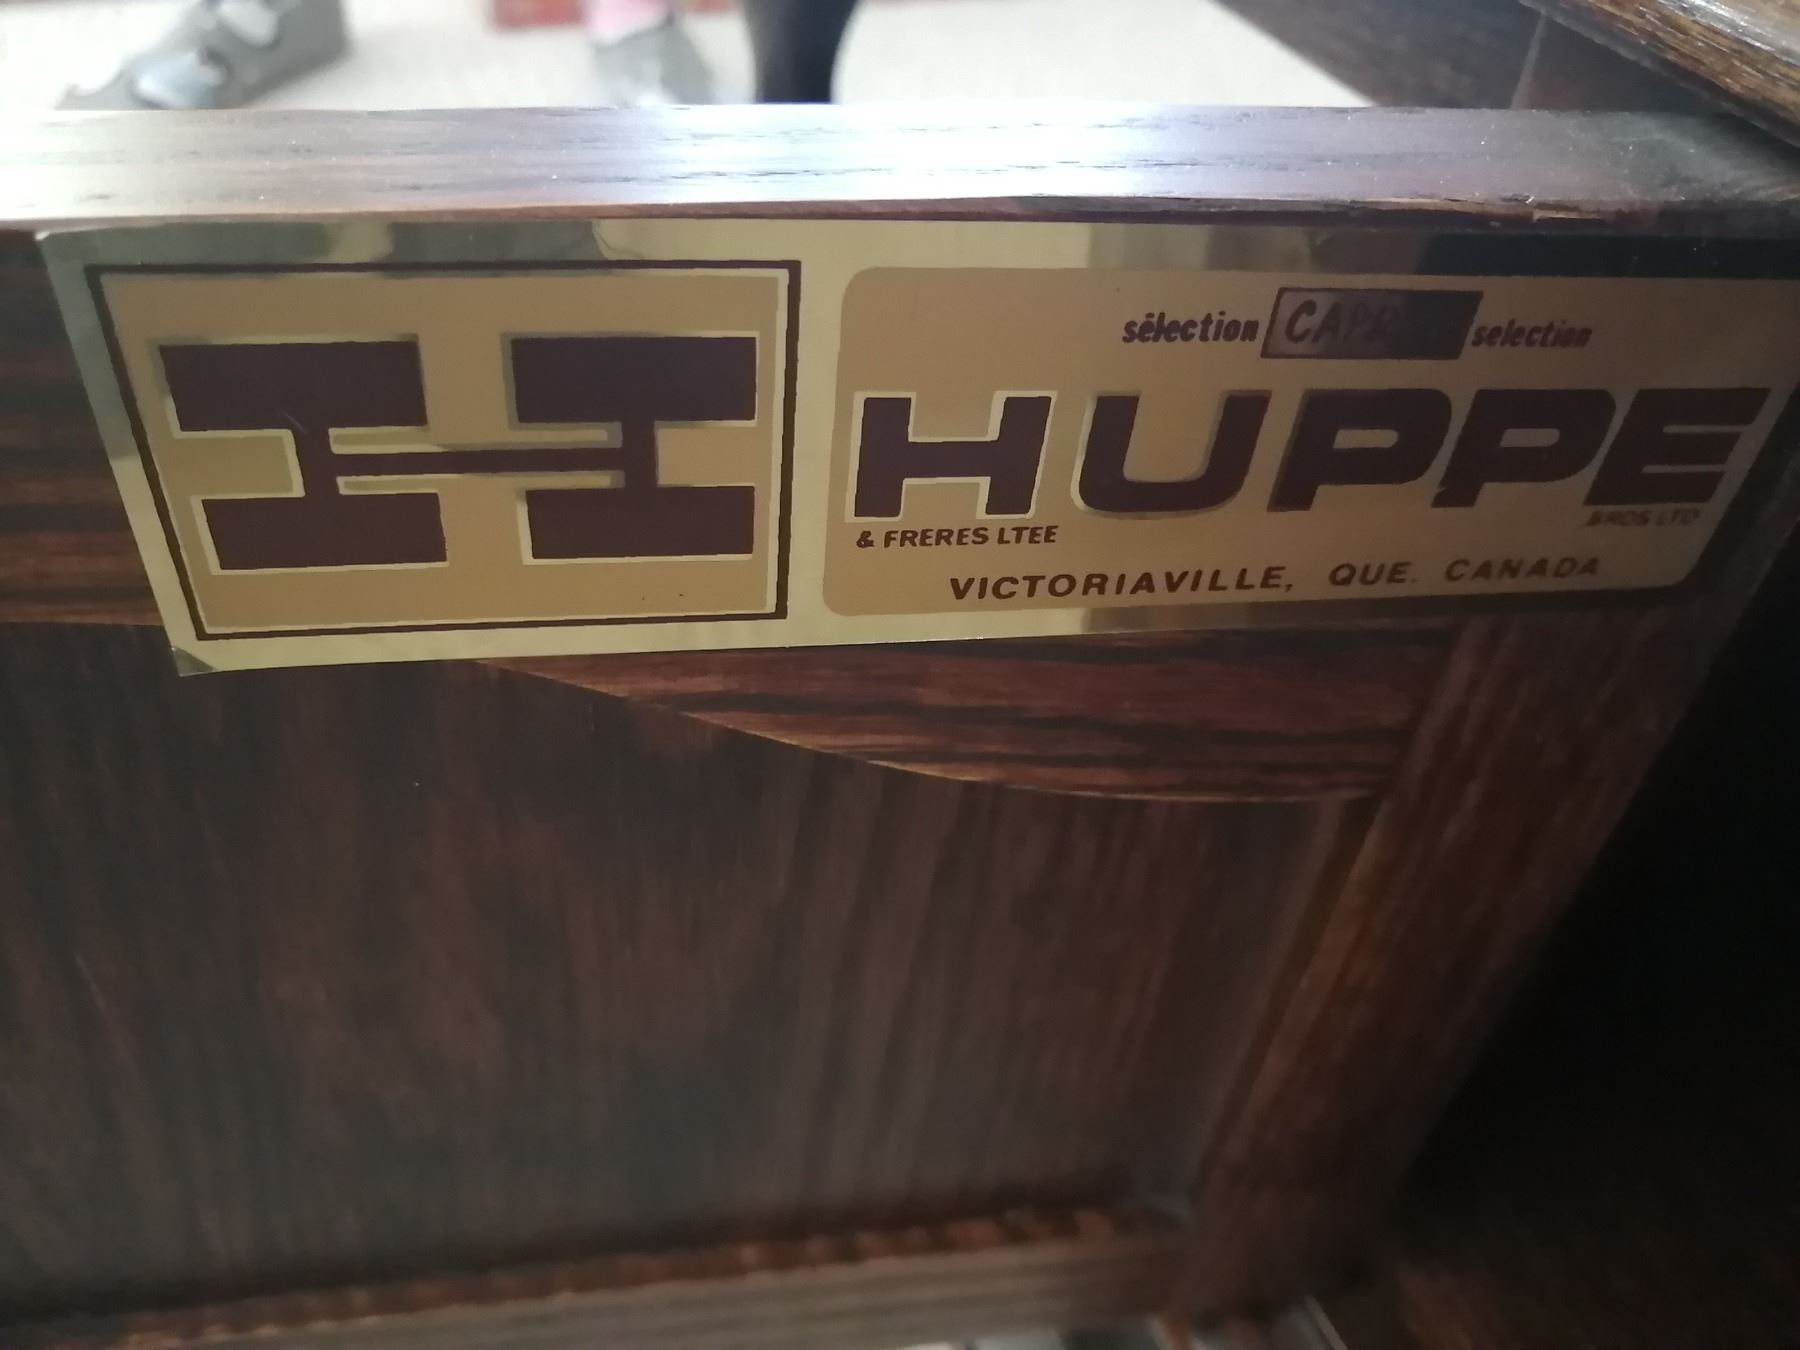 sélection selection
HUPPE
& FRERES LTEE BROS LTD
VICTORIAVILLE, QUE. CANADA